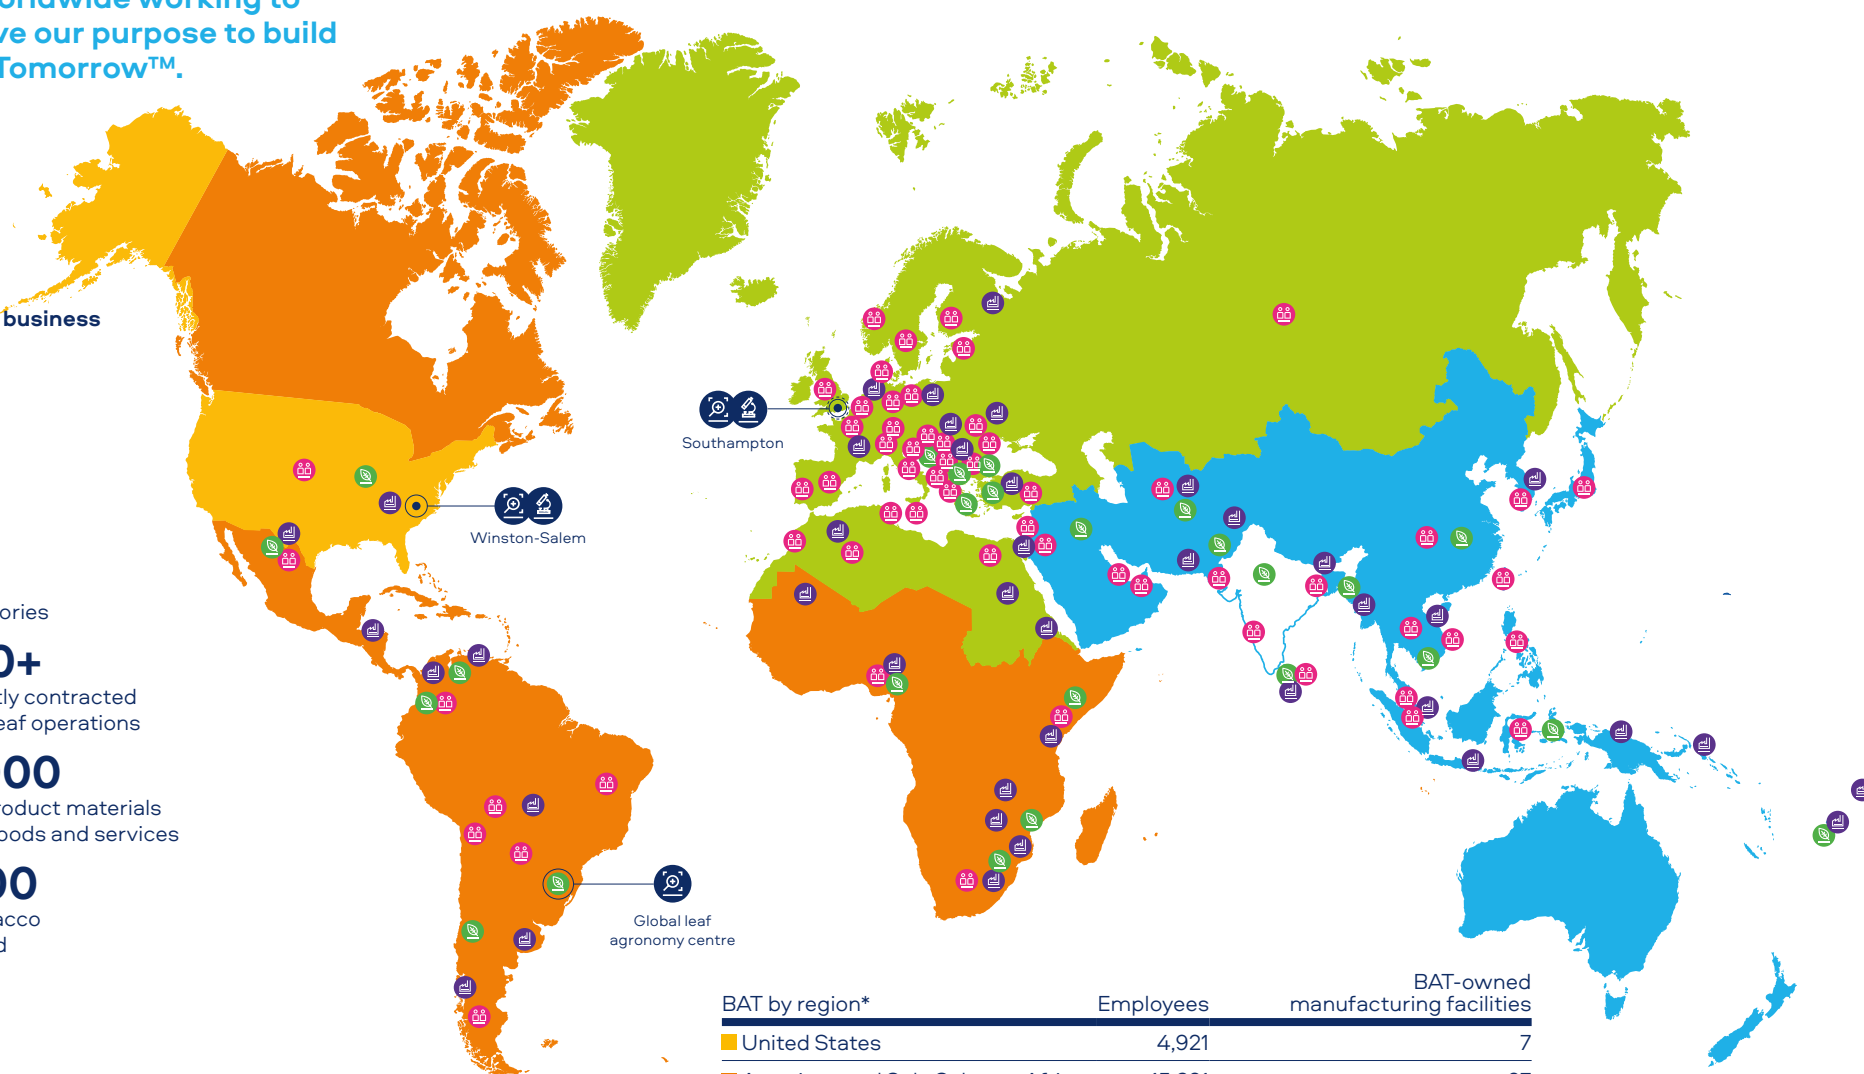 working to
ve our purpose to build
Tomorrow™.
business
Southampton
Winston-Salem
ories
0+
tly contracted
eaf operations
00
roduct materials
oods and services
00
acco
d
Global leaf
agronomy centre
BAT-owned
BAT by region* Employees manufacturing facilities
United States 4,921 7